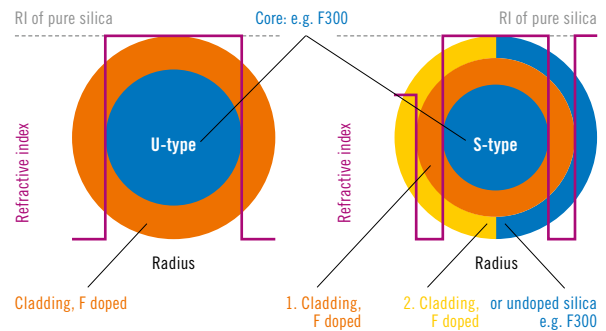 RI of pure silica
Core: e.g. F300
RI of pure silica
Refractive index
U-type
Refractive index
S-type
Radius
Radius
Cladding, F doped
1. Cladding,
F doped
2. Cladding,
F doped
or undoped silica
e.g. F300